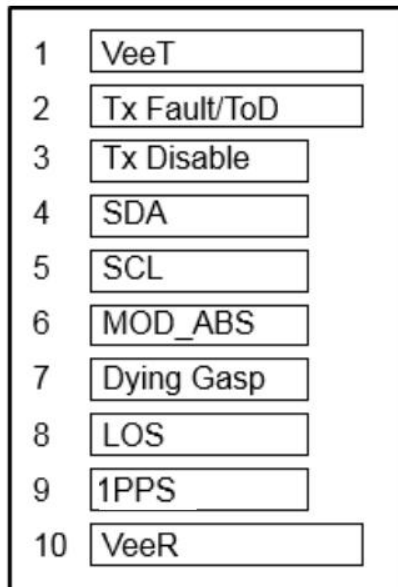 1 VeeT
2 Tx Fault/ToD
3 Tx Disable
4 SDA
5 SCL
6 MOD_ABS
7 Dying Gasp
8 LOS
9 1PPS
10 VeeR